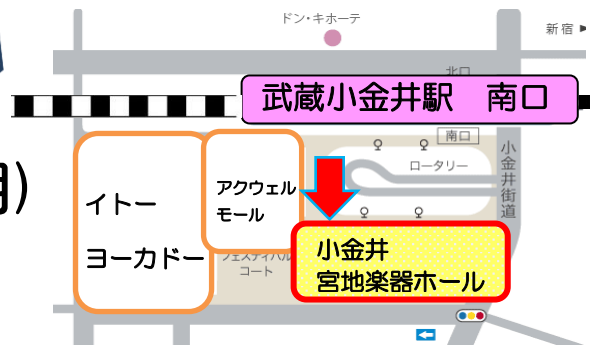 ドン・キホーテ
新宿▶
北口
武蔵小金井駅 南口
南口
ロータリー
小金井街道
アクウェル
モール
イトー
ヨーカドー
フェスティバル
コート
小金井
宮地楽器ホール